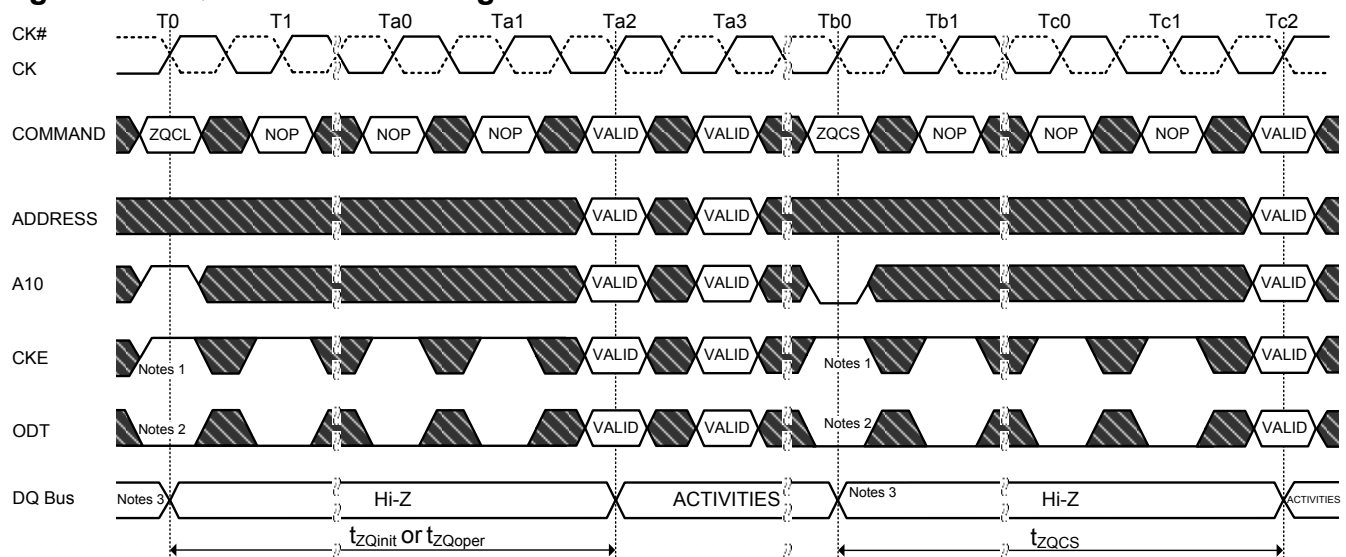 T0 T1 Ta0 Ta1 Ta2 Ta3 Tb0 Tb1 Tc0 Tc1 Tc2
CK#
CK
COMMAND ZQCL NOP NOP NOP VALID VALID ZQCS NOP NOP NOP VALID
ADDRESS VALID VALID VALID
A10 VALID VALID VALID
CKE Notes 1 VALID VALID Notes 1 VALID
ODT Notes 2 VALID VALID Notes 2 VALID
DQ Bus Notes 3 Hi-Z ACTIVITIES Notes 3 Hi-Z ACTIVITIES
tZQinit or tZQoper tZQCS